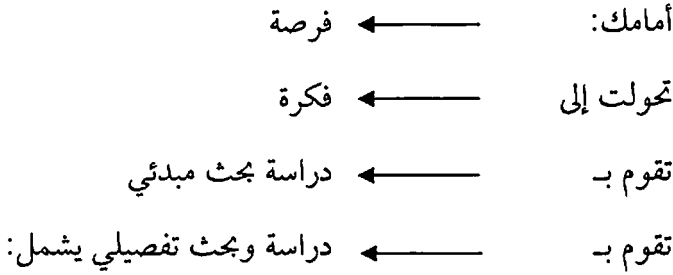 أمامك: ← فرصة
تحولت إلى ← فكرة
تقوم بـ ← دراسة بحث مبدئي
تقوم بـ ← دراسة وبحث تفصيلي يشمل: